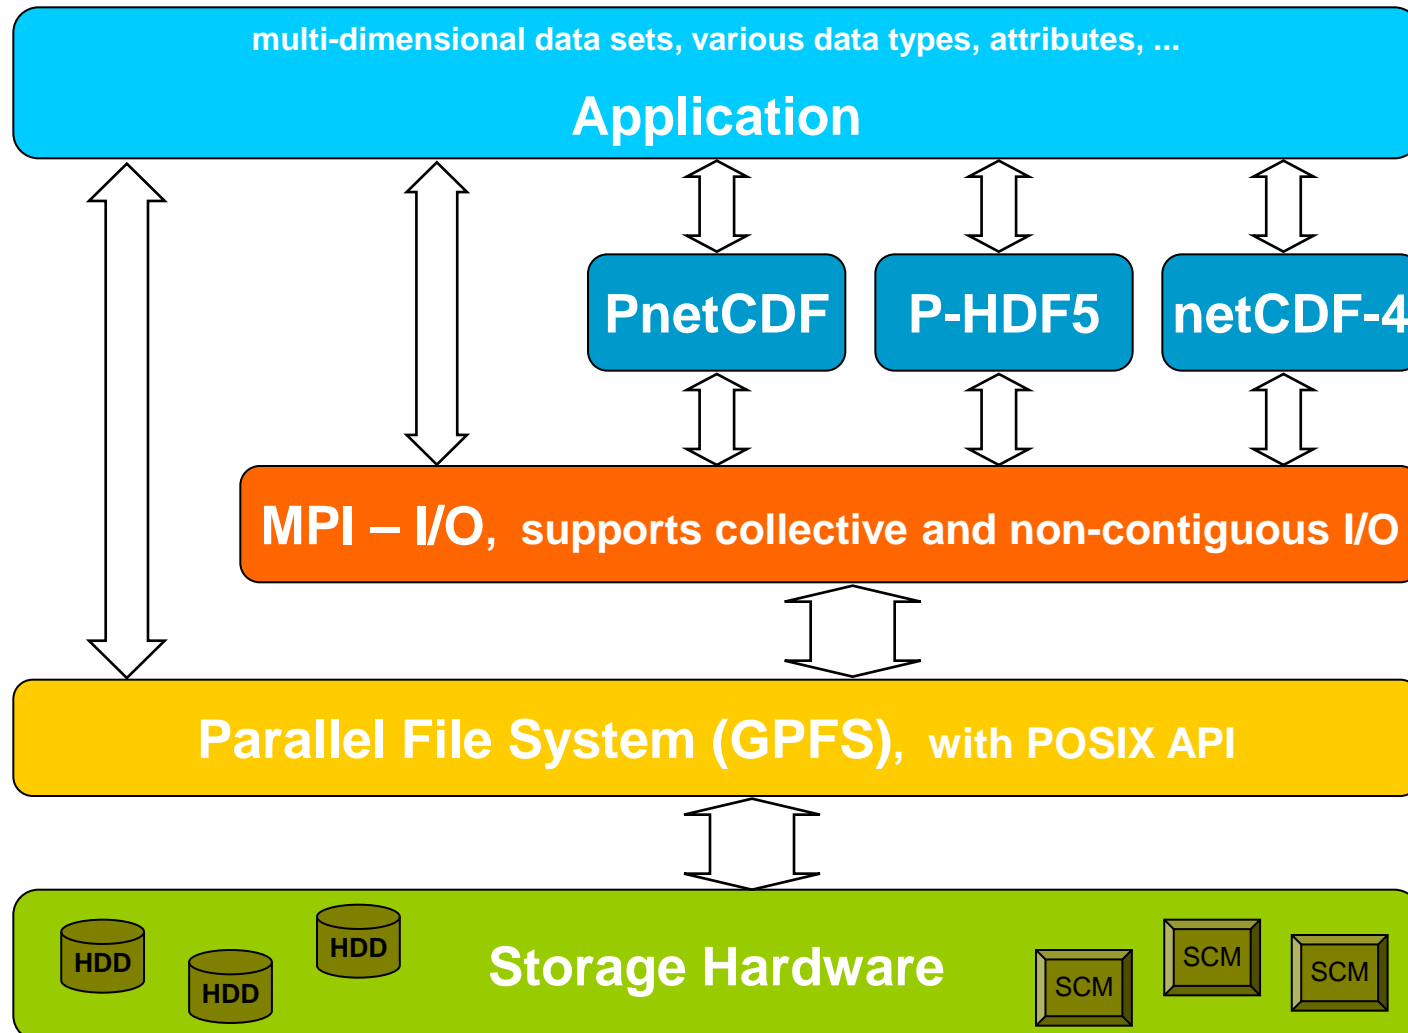 multi-dimensional data sets, various data types, attributes, ...
Application
PnetCDF
P-HDF5
netCDF-4
MPI – I/O, supports collective and non-contiguous I/O
Parallel File System (GPFS), with POSIX API
Storage Hardware
HDD
HDD
HDD
SCM
SCM
SCM